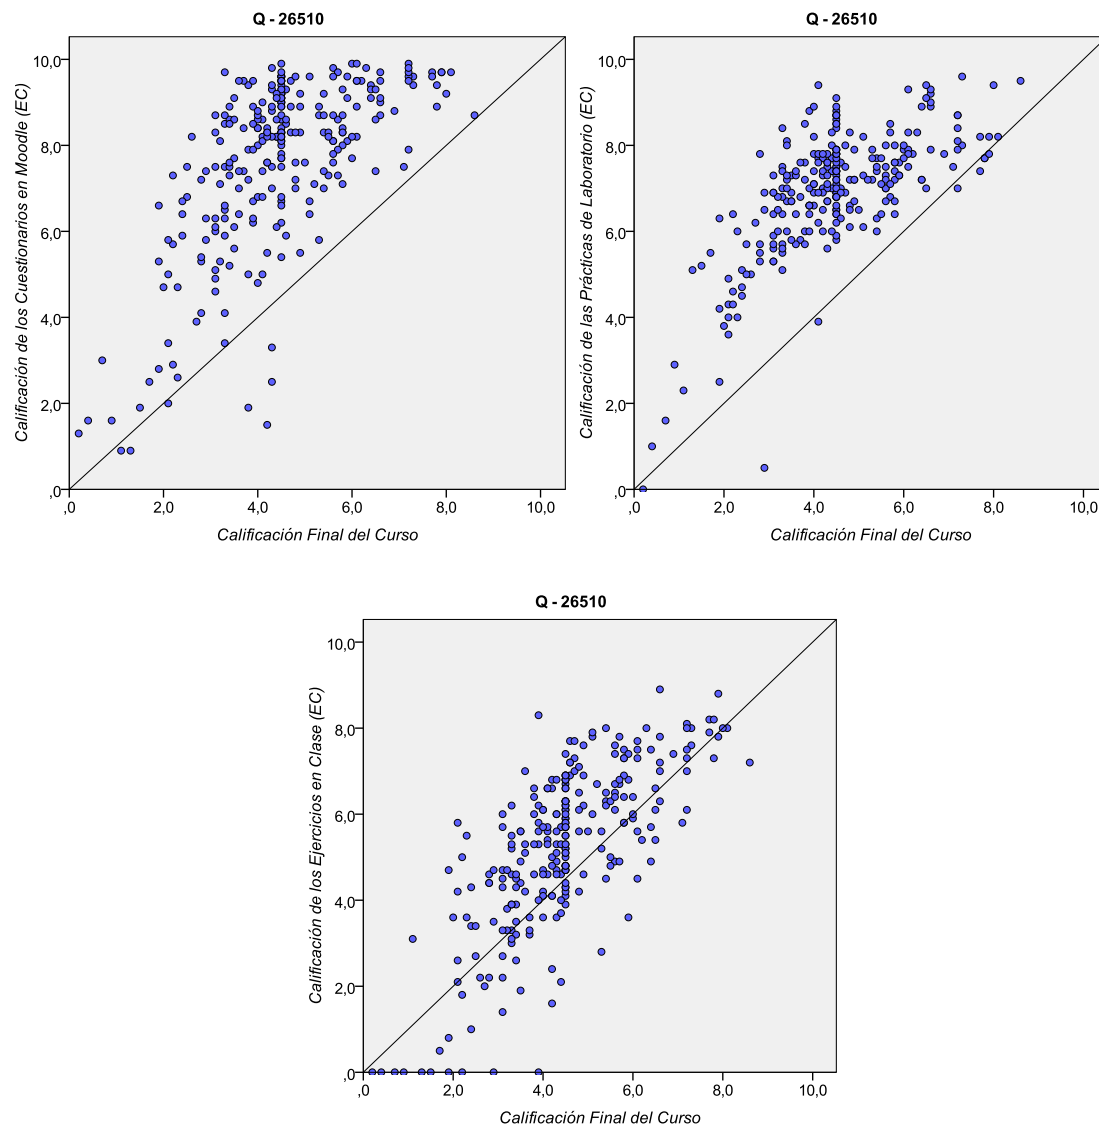 Q - 26510
Calificación de los Cuestionarios en Moodle (EC)
10,0
8,0
6,0
4,0
2,0
,0
,0 2,0 4,0 6,0 8,0 10,0
Calificación Final del Curso
Q - 26510
Calificación de las Prácticas de Laboratorio (EC)
10,0
8,0
6,0
4,0
2,0
,0
,0 2,0 4,0 6,0 8,0 10,0
Calificación Final del Curso
Q - 26510
Calificación de los Ejercicios en Clase (EC)
10,0
8,0
6,0
4,0
2,0
,0
,0 2,0 4,0 6,0 8,0 10,0
Calificación Final del Curso